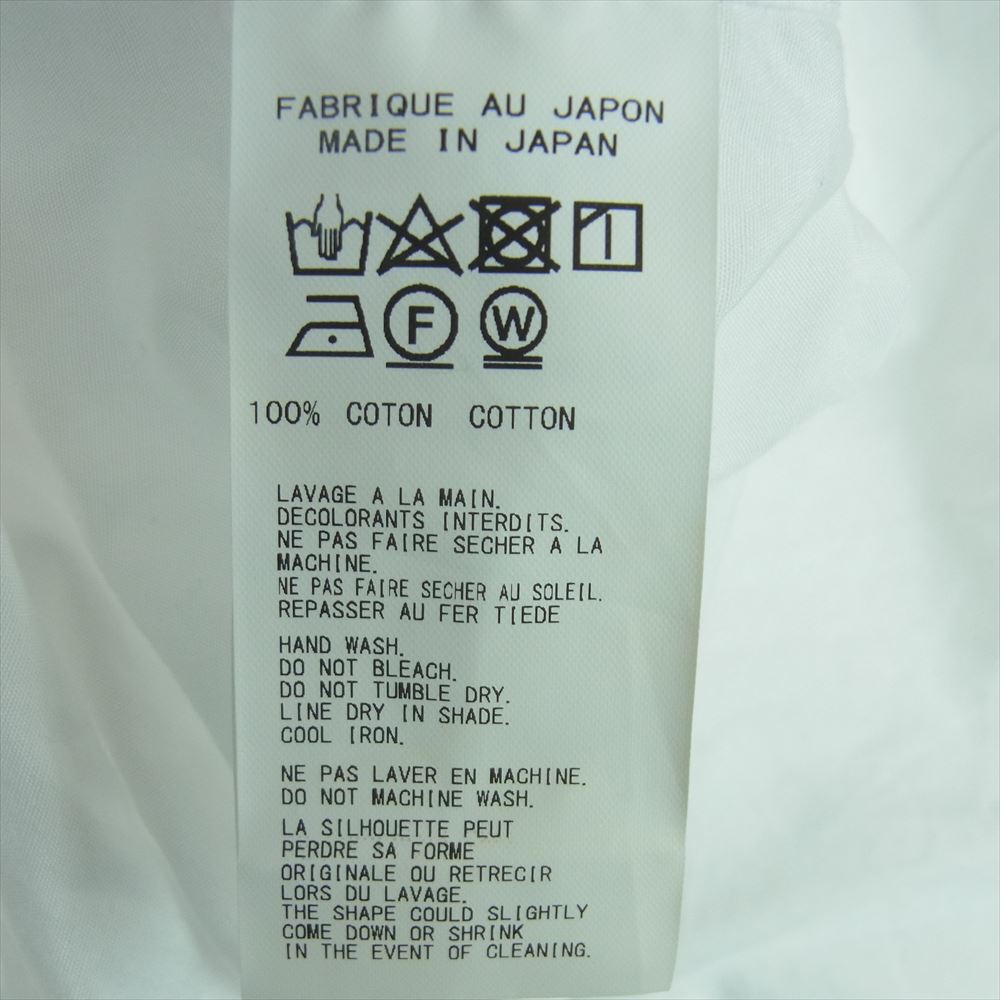 FABRIQUE AU JAPON
MADE IN JAPAN
F W
100% COTON COTTON
LAVAGE A LA MAIN.
DECOLORANTS INTERDITS.
NE PAS FAIRE SECHER A LA
MACHINE.
NE PAS FAIRE SECHER AU SOLEIL.
REPASSER AU FER TIEDE
HAND WASH.
DO NOT BLEACH.
DO NOT TUMBLE DRY.
LINE DRY IN SHADE.
COOL IRON.
NE PAS LAVER EN MACHINE.
DO NOT MACHINE WASH.
LA SILHOUETTE PEUT
PERDRE SA FORME
ORIGINALE OU RETRECIR
LORS DU LAVAGE.
THE SHAPE COULD SLIGHTLY
COME DOWN OR SHRINK
IN THE EVENT OF CLEANING.